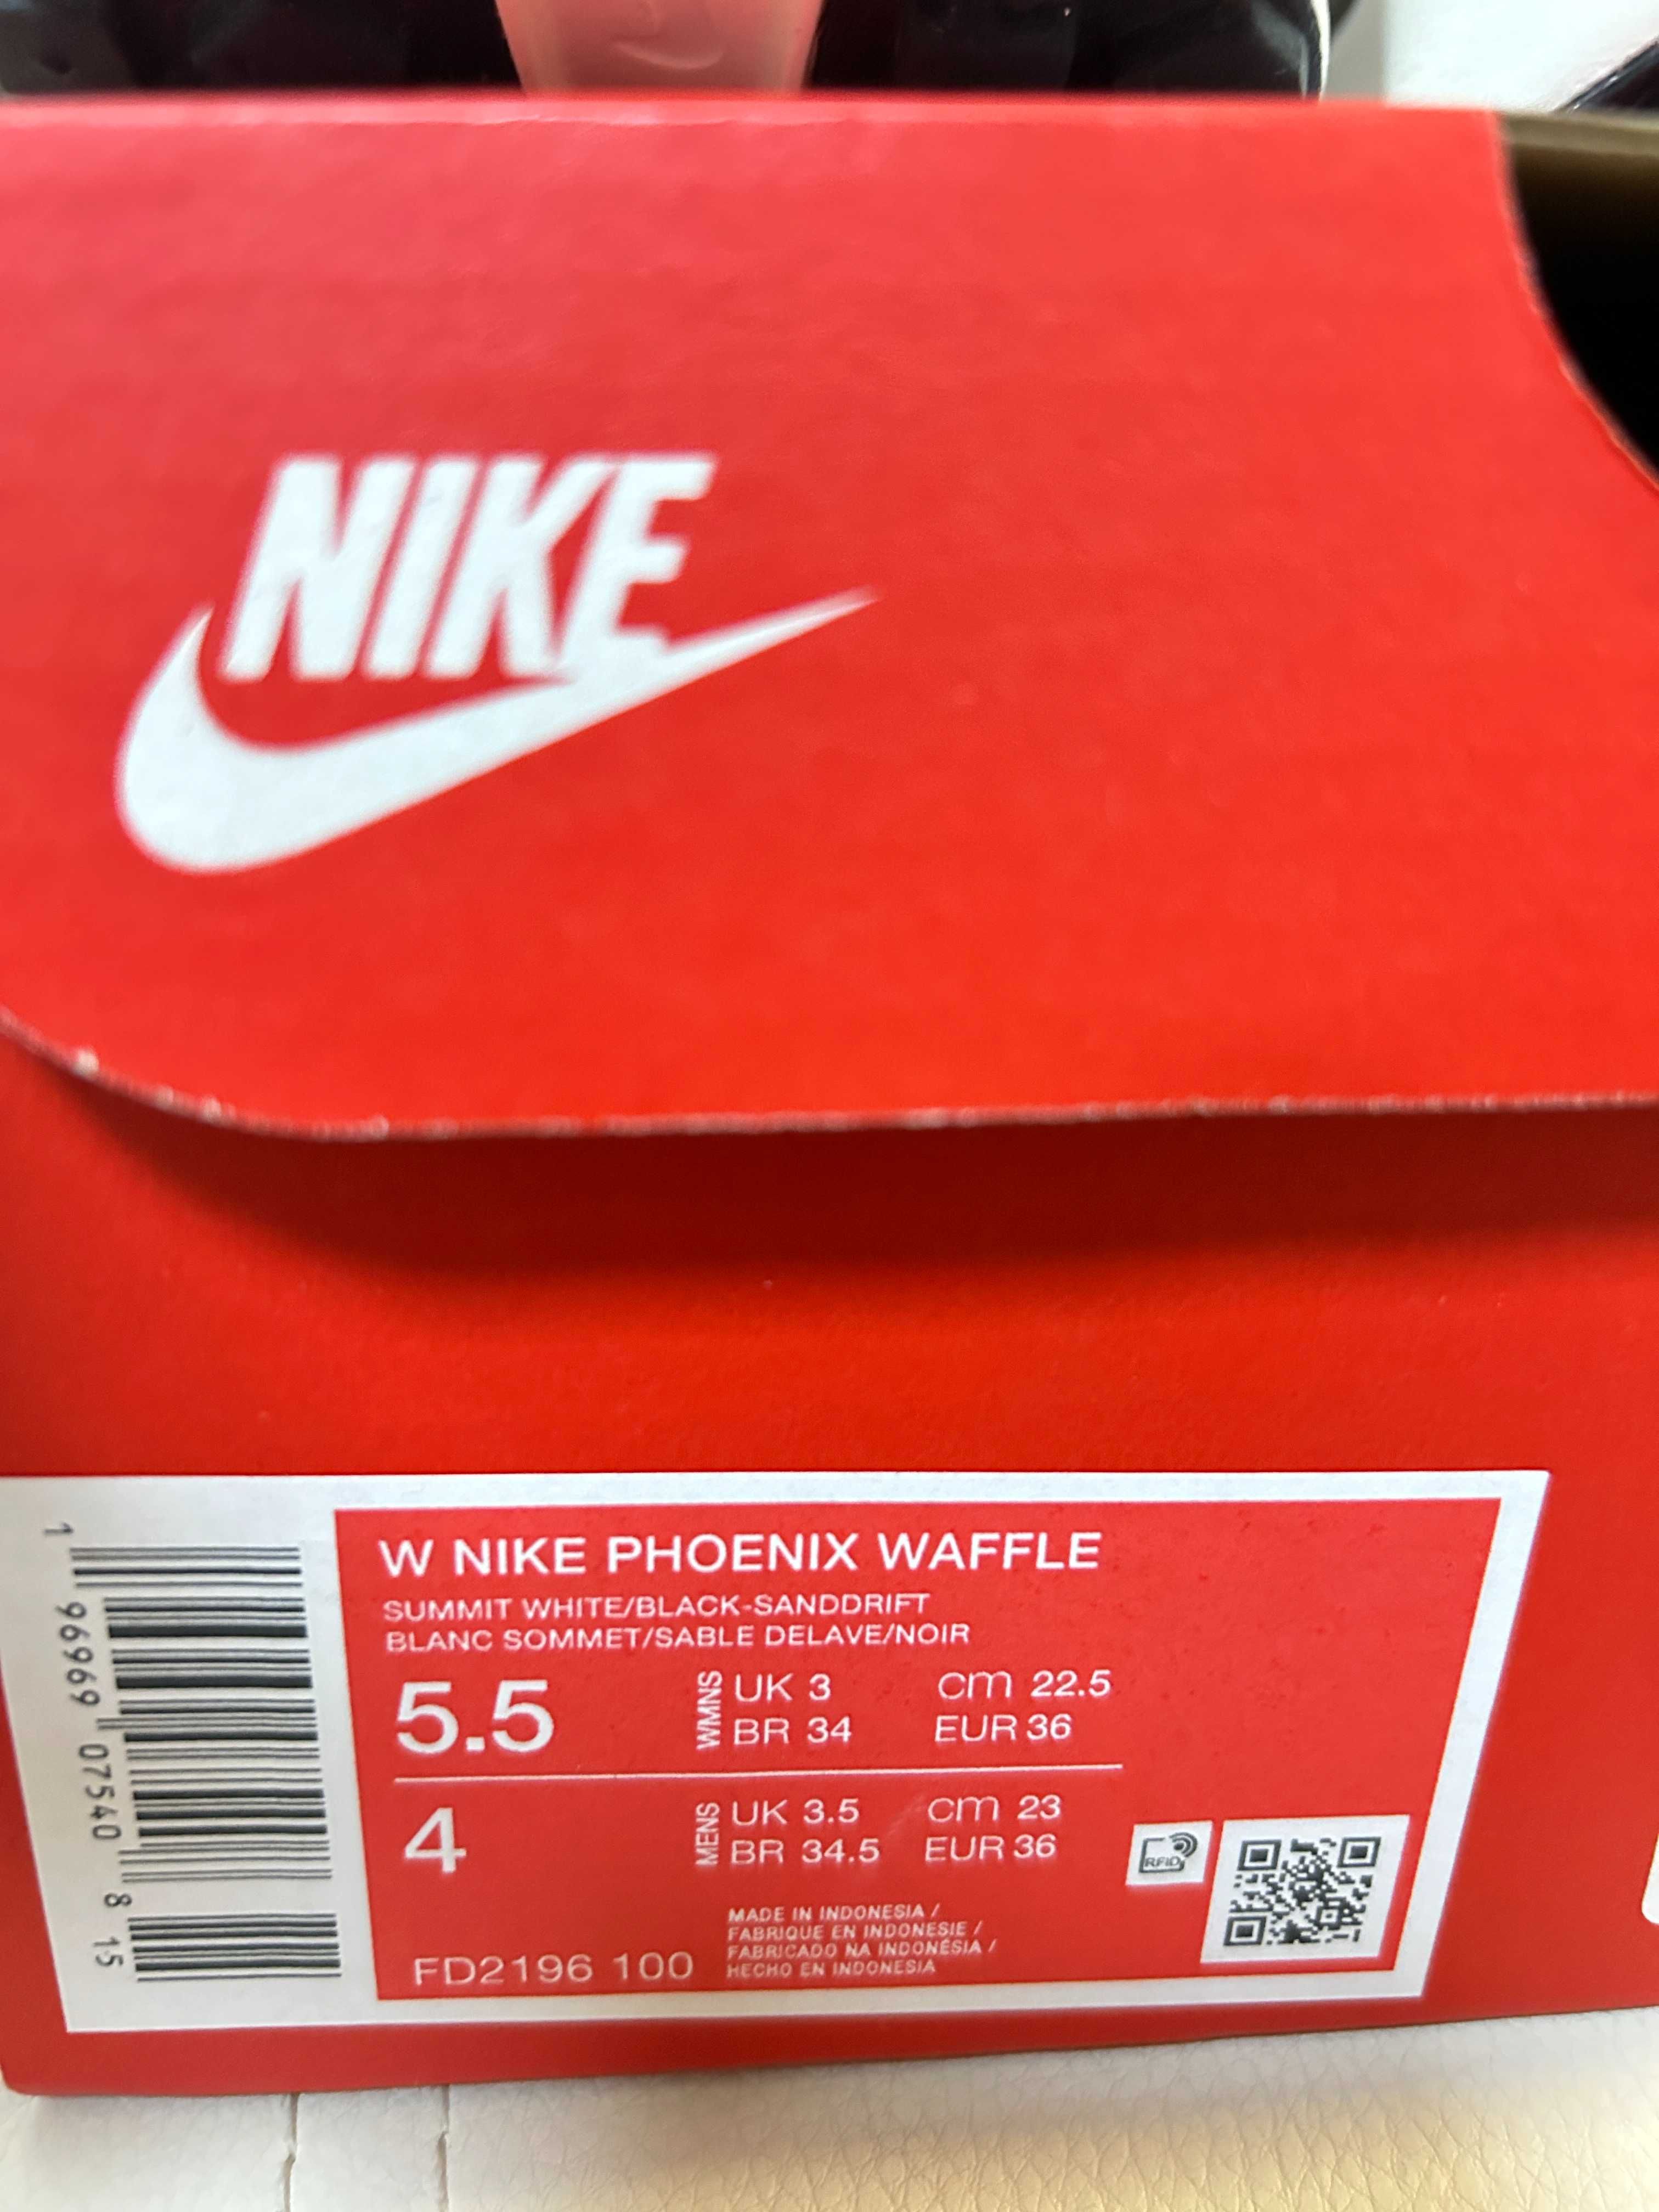 NIKE
W NIKE PHOENIX WAFFLE
SUMMIT WHITE/BLACK-SANDDRIFT
BLANC SOMMET/SABLE DELAVE/NOIR
5.5
WMNS
UK 3
CM 22.5
BR 34
EUR 36
4
MENS
UK 3.5
CM 23
BR 34.5
EUR 36
RFID
MADE IN INDONESIA /
FABRIQUE EN INDONESIE /
FABRICADO NA INDONÉSIA /
HECHO EN INDONESIA
FD2196 100
1 96969 07540 8 15